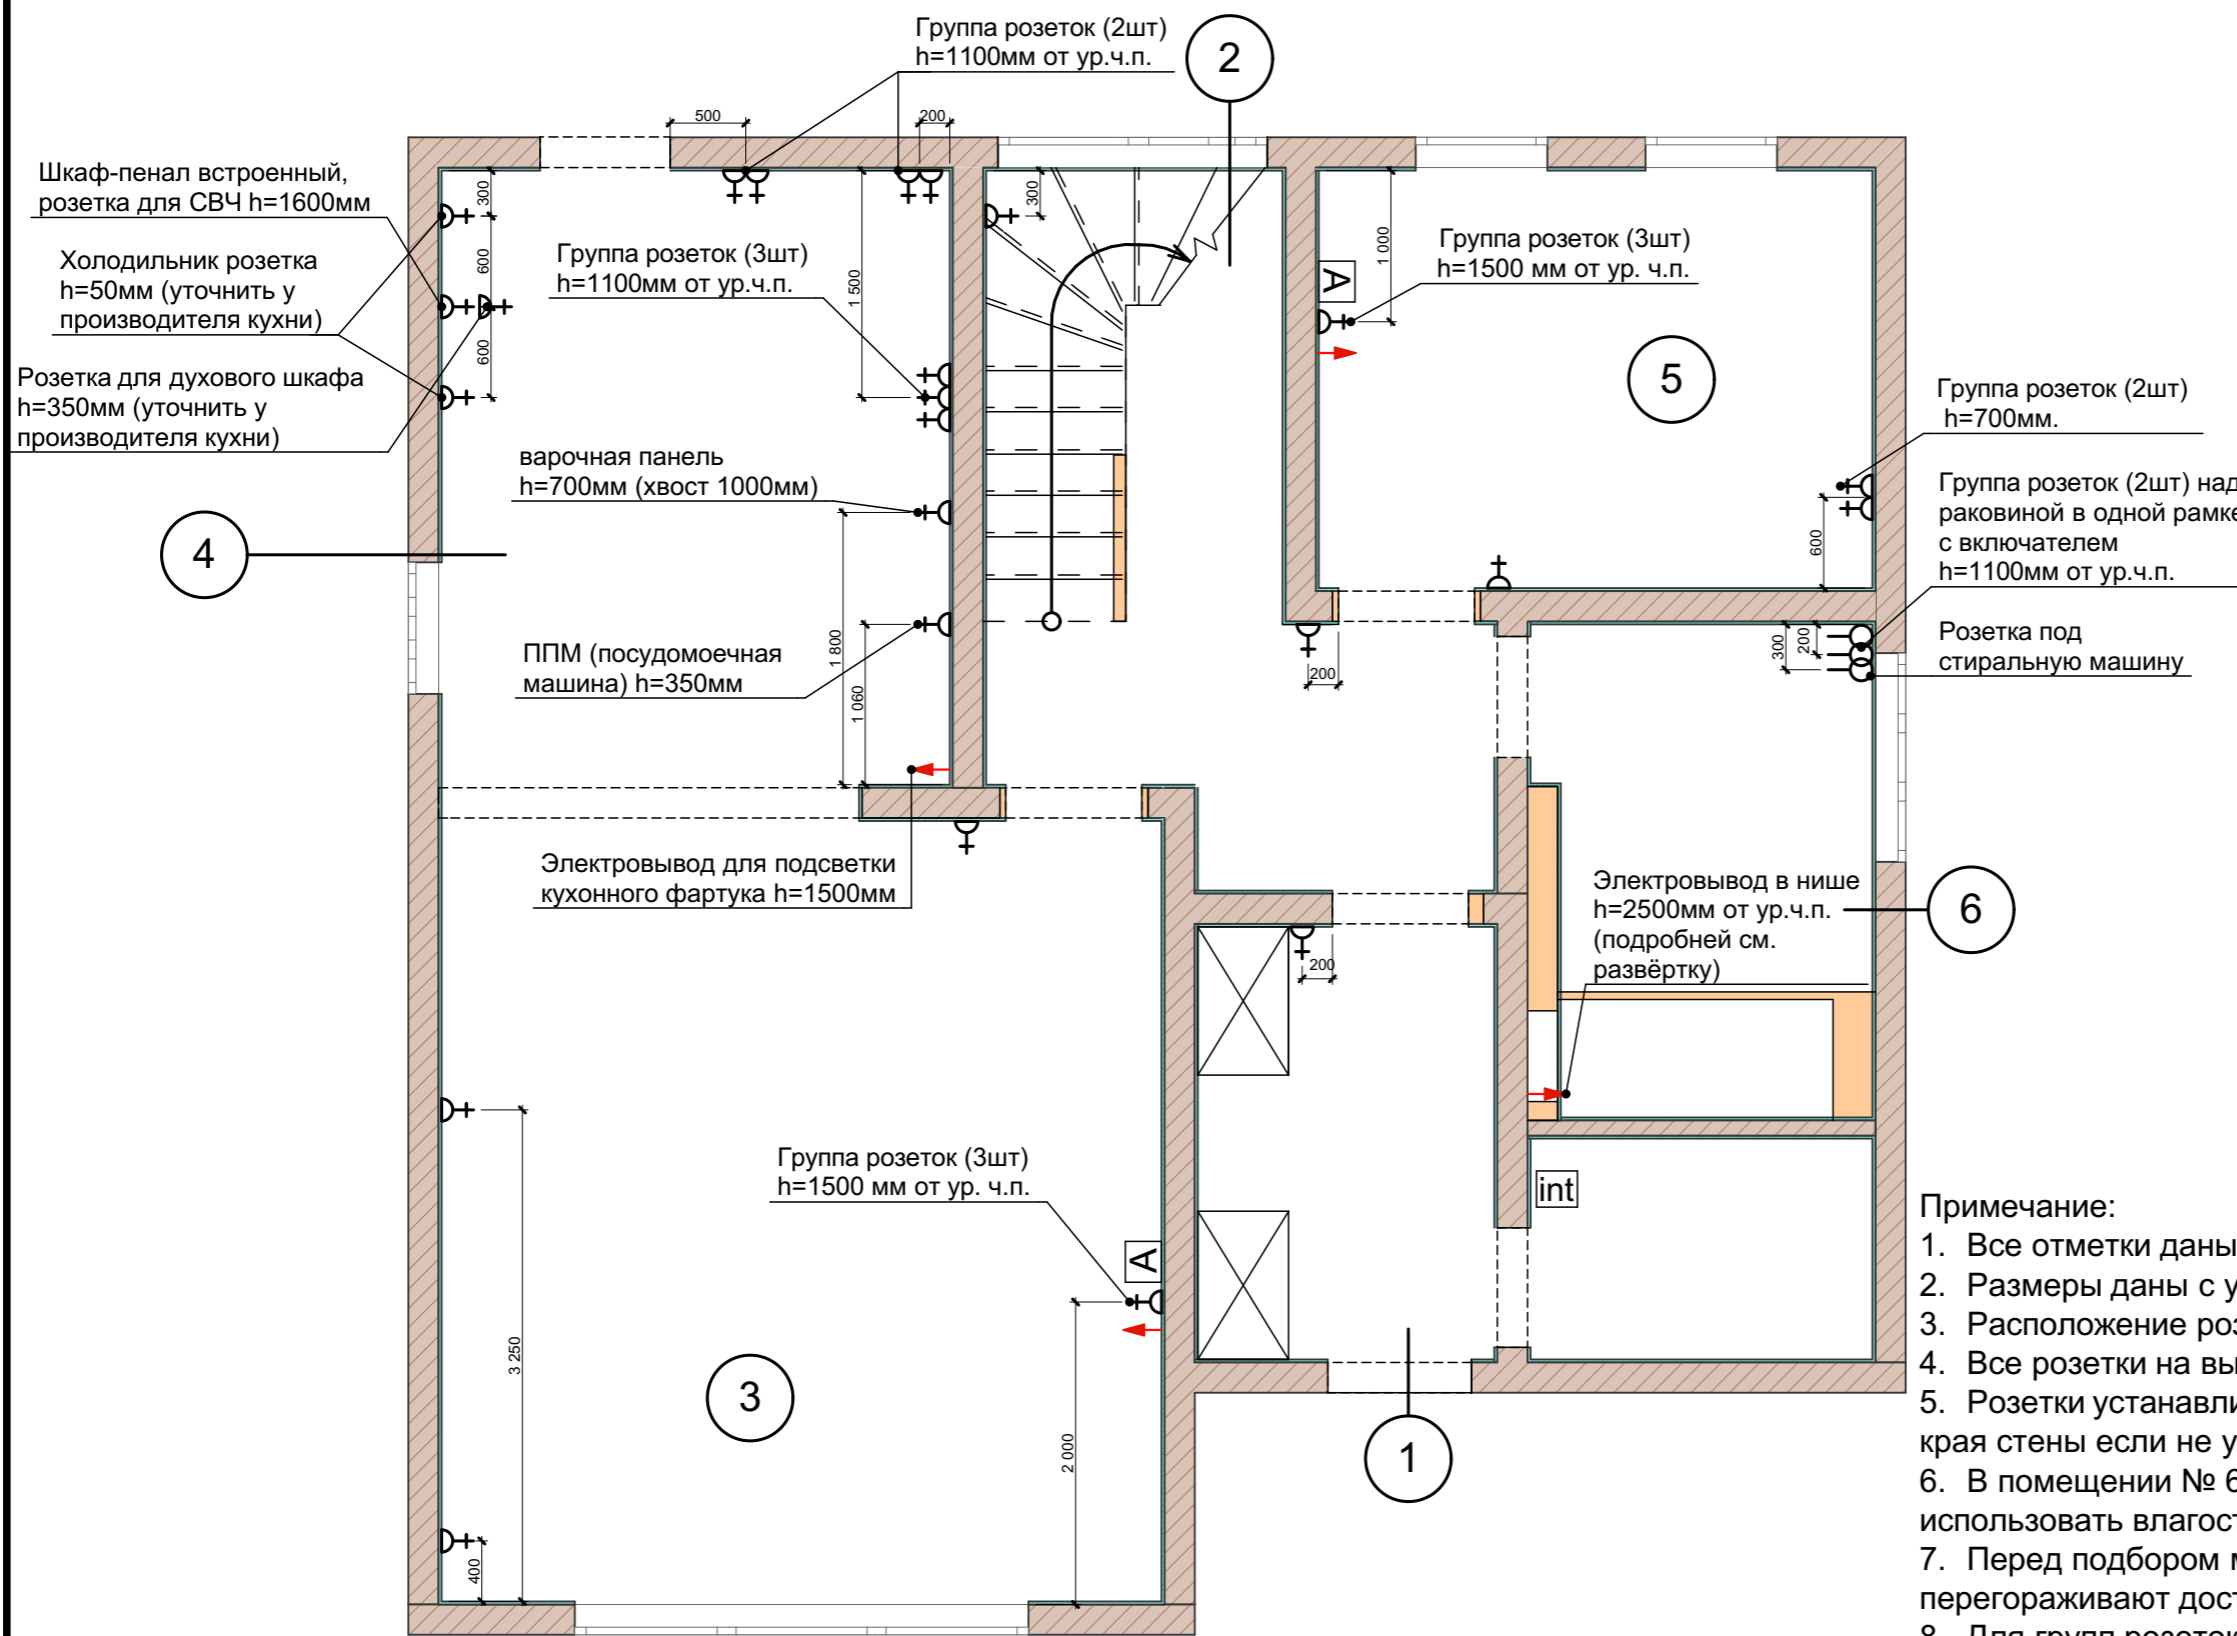 Группа розеток (2шт)
h=1100мм от ур.ч.п.
2
500
200
Шкаф-пенал встроенный,
розетка для СВЧ h=1600мм
Холодильник розетка
h=50мм (уточнить у
производителя кухни)
Розетка для духового шкафа
h=350мм (уточнить у
производителя кухни)
300
600
600
Группа розеток (3шт)
h=1100мм от ур.ч.п.
1 500
300
A
1 000
Группа розеток (3шт)
h=1500 мм от ур. ч.п.
5
Группа розеток (2шт)
h=700мм.
Группа розеток (2шт) над
раковиной в одной рамке
с включателем
h=1100мм от ур.ч.п.
Розетка под
стиральную машину
600
300
200
200
варочная панель
h=700мм (хвост 1000мм)
4
ППМ (посудомоечная
машина) h=350мм
1 800
1 060
Электровывод для подсветки
кухонного фартука h=1500мм
Электровывод в нише
h=2500мм от ур.ч.п.
(подробней см.
развёртку)
6
200
Группа розеток (3шт)
h=1500 мм от ур. ч.п.
A
int
3 250
400
2 000
3
1
Примечание:
1. Все отметки даны
2. Размеры даны с у
3. Расположение роз
4. Все розетки на вы
5. Розетки устанавли
края стены если не у
6. В помещении № 6
использовать влагост
7. Перед подбором м
перегораживают дост
8. Для групп розеток